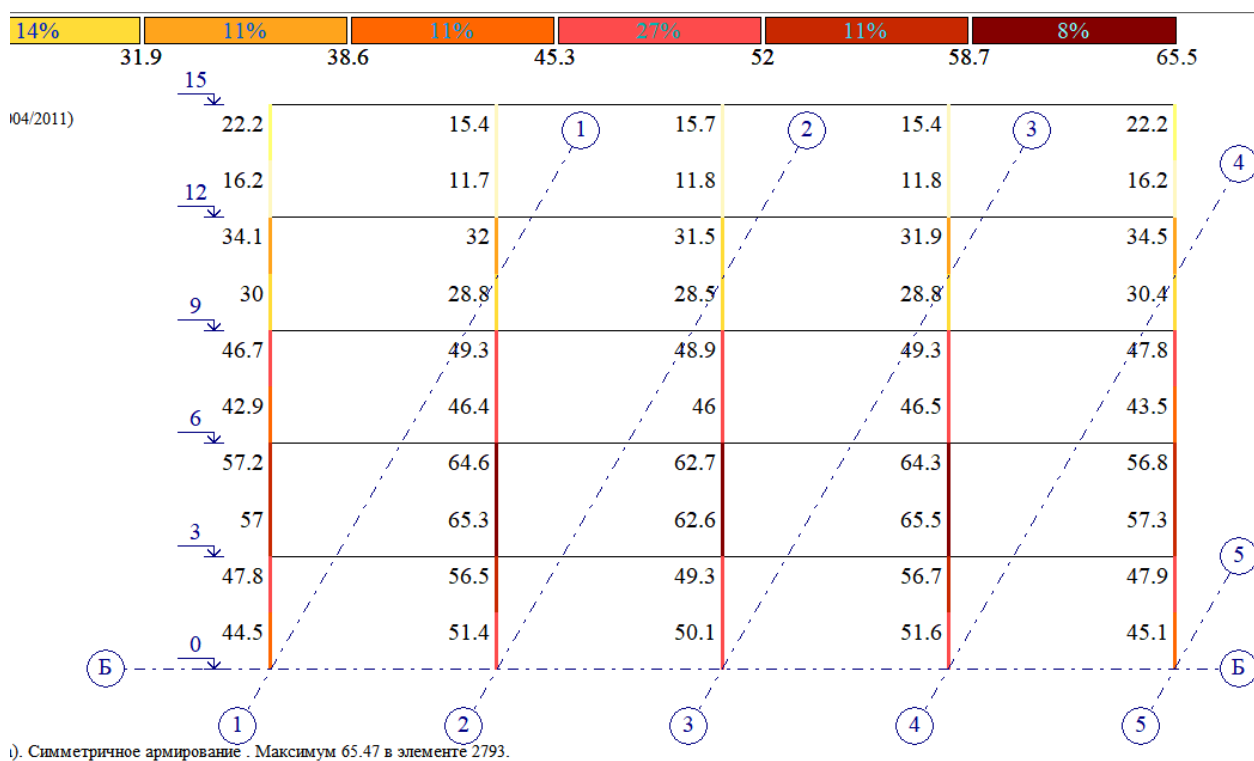 14% 11% 11% 27% 11% 8%
31.9 38.6 45.3 52 58.7 65.5
15
004/2011)
22.2 15.4 1 15.7 2 15.4 3 22.2
4
16.2 11.7 11.8 11.8 16.2
12
34.1 32 31.5 31.9 34.5
30 28.8 28.5 28.8 30.4
9
46.7 49.3 48.9 49.3 47.8
42.9 46.4 46 46.5 43.5
6
57.2 64.6 62.7 64.3 56.8
57 65.3 62.6 65.5 57.3
3
5
47.8 56.5 49.3 56.7 47.9
44.5 51.4 50.1 51.6 45.1
0
Б Б
1 2 3 4 5
). Симметричное армирование . Максимум 65.47 в элементе 2793.